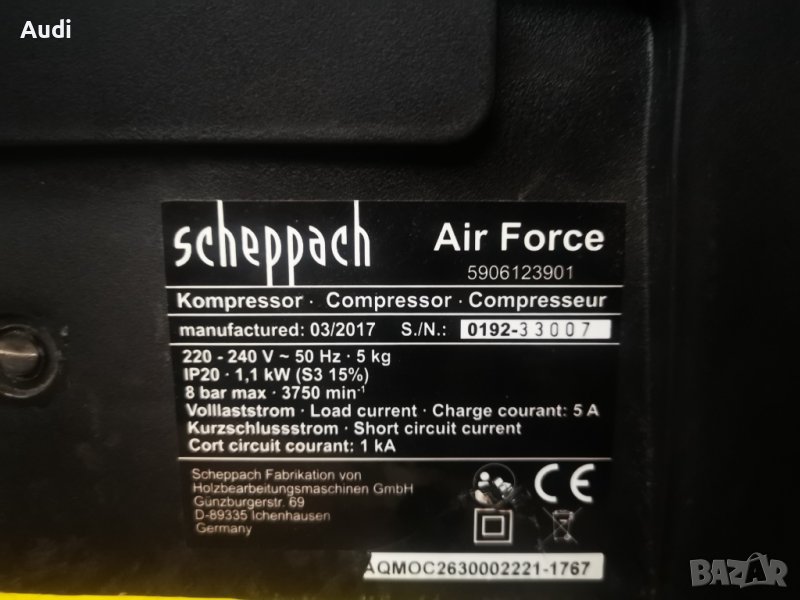 Audi
scheppach
Air Force
5906123901
Kompressor · Compressor · Compresseur
manufactured: 03/2017 S./N.: 0192-33007
220 - 240 V ~ 50 Hz · 5 kg
IP20 · 1,1 kW (S3 15%)
8 bar max · 3750 min-1
Volllaststrom · Load current · Charge courant: 5 A
Kurzschlussstrom · Short circuit current
Cort circuit courant: 1 kA
Scheppach Fabrikation von
Holzbearbeitungsmaschinen GmbH
Günzburgerstr. 69
D-89335 Ichenhausen
Germany
CE
AQMOC2630002221-1767
BAZAR